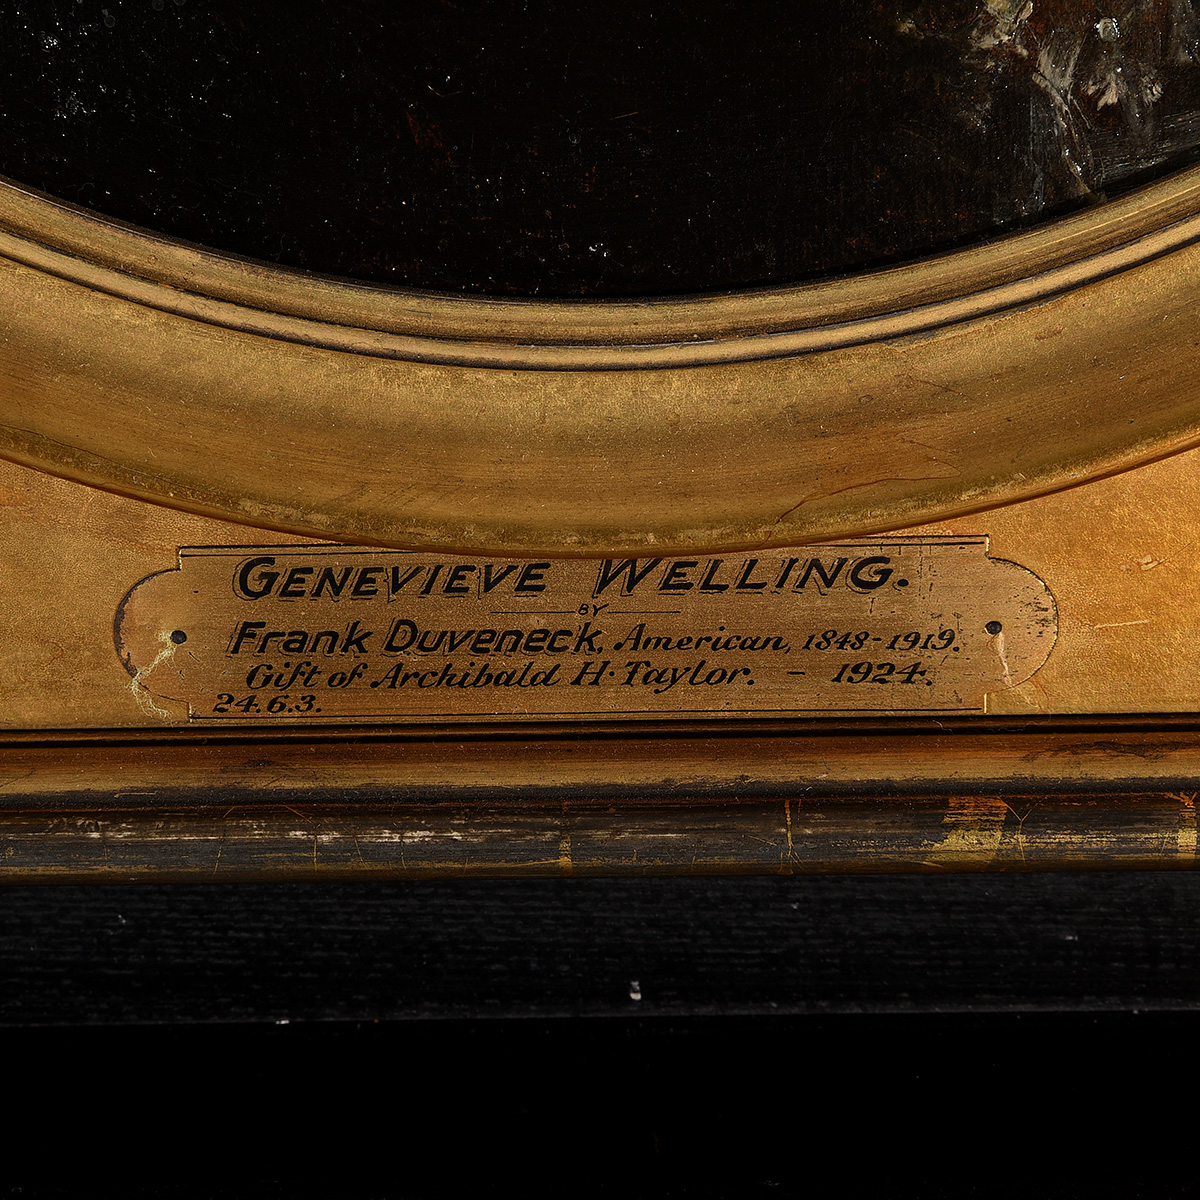 GENEVIEVE WELLING.
BY
Frank Duveneck, American, 1848-1919.
Gift of Archibald H. Taylor. - 1924.
24.6.3.